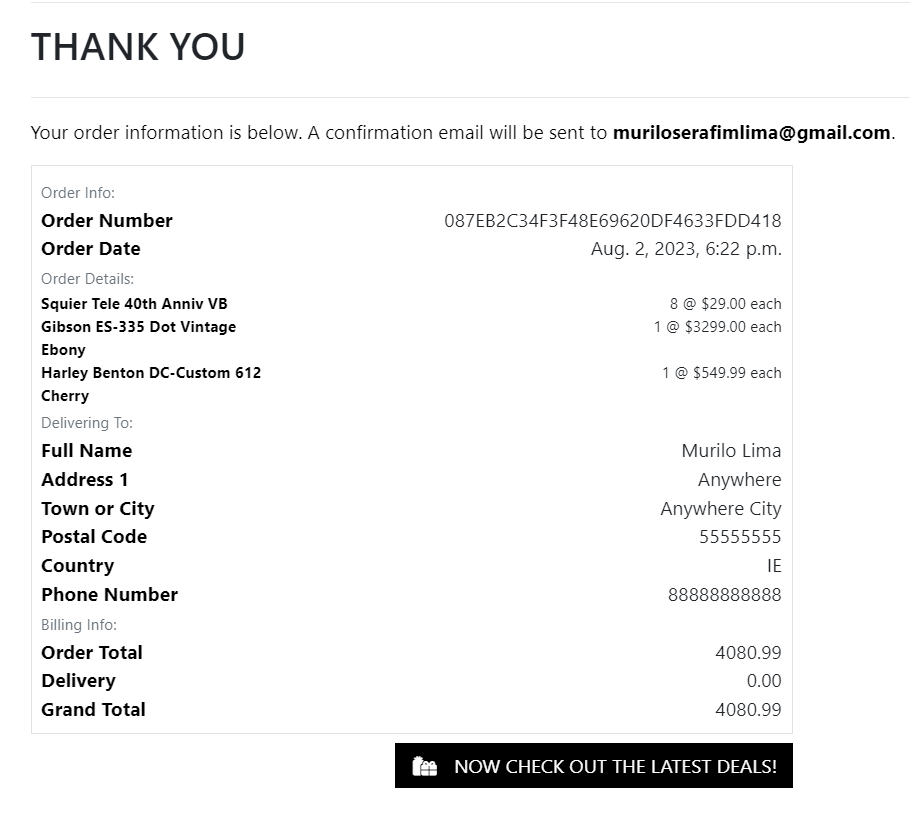 THANK YOU
Your order information is below. A confirmation email will be sent to muriloserafimlima@gmail.com.
Order Info:
Order Number 087EB2C34F3F48E69620DF4633FDD418
Order Date Aug. 2, 2023, 6:22 p.m.
Order Details:
Squier Tele 40th Anniv VB 8 @ $29.00 each
Gibson ES-335 Dot Vintage 1 @ $3299.00 each
Ebony
Harley Benton DC-Custom 612 1 @ $549.99 each
Cherry
Delivering To:
Full Name Murilo Lima
Address 1 Anywhere
Town or City Anywhere City
Postal Code 55555555
Country IE
Phone Number 88888888888
Billing Info:
Order Total 4080.99
Delivery 0.00
Grand Total 4080.99
NOW CHECK OUT THE LATEST DEALS!